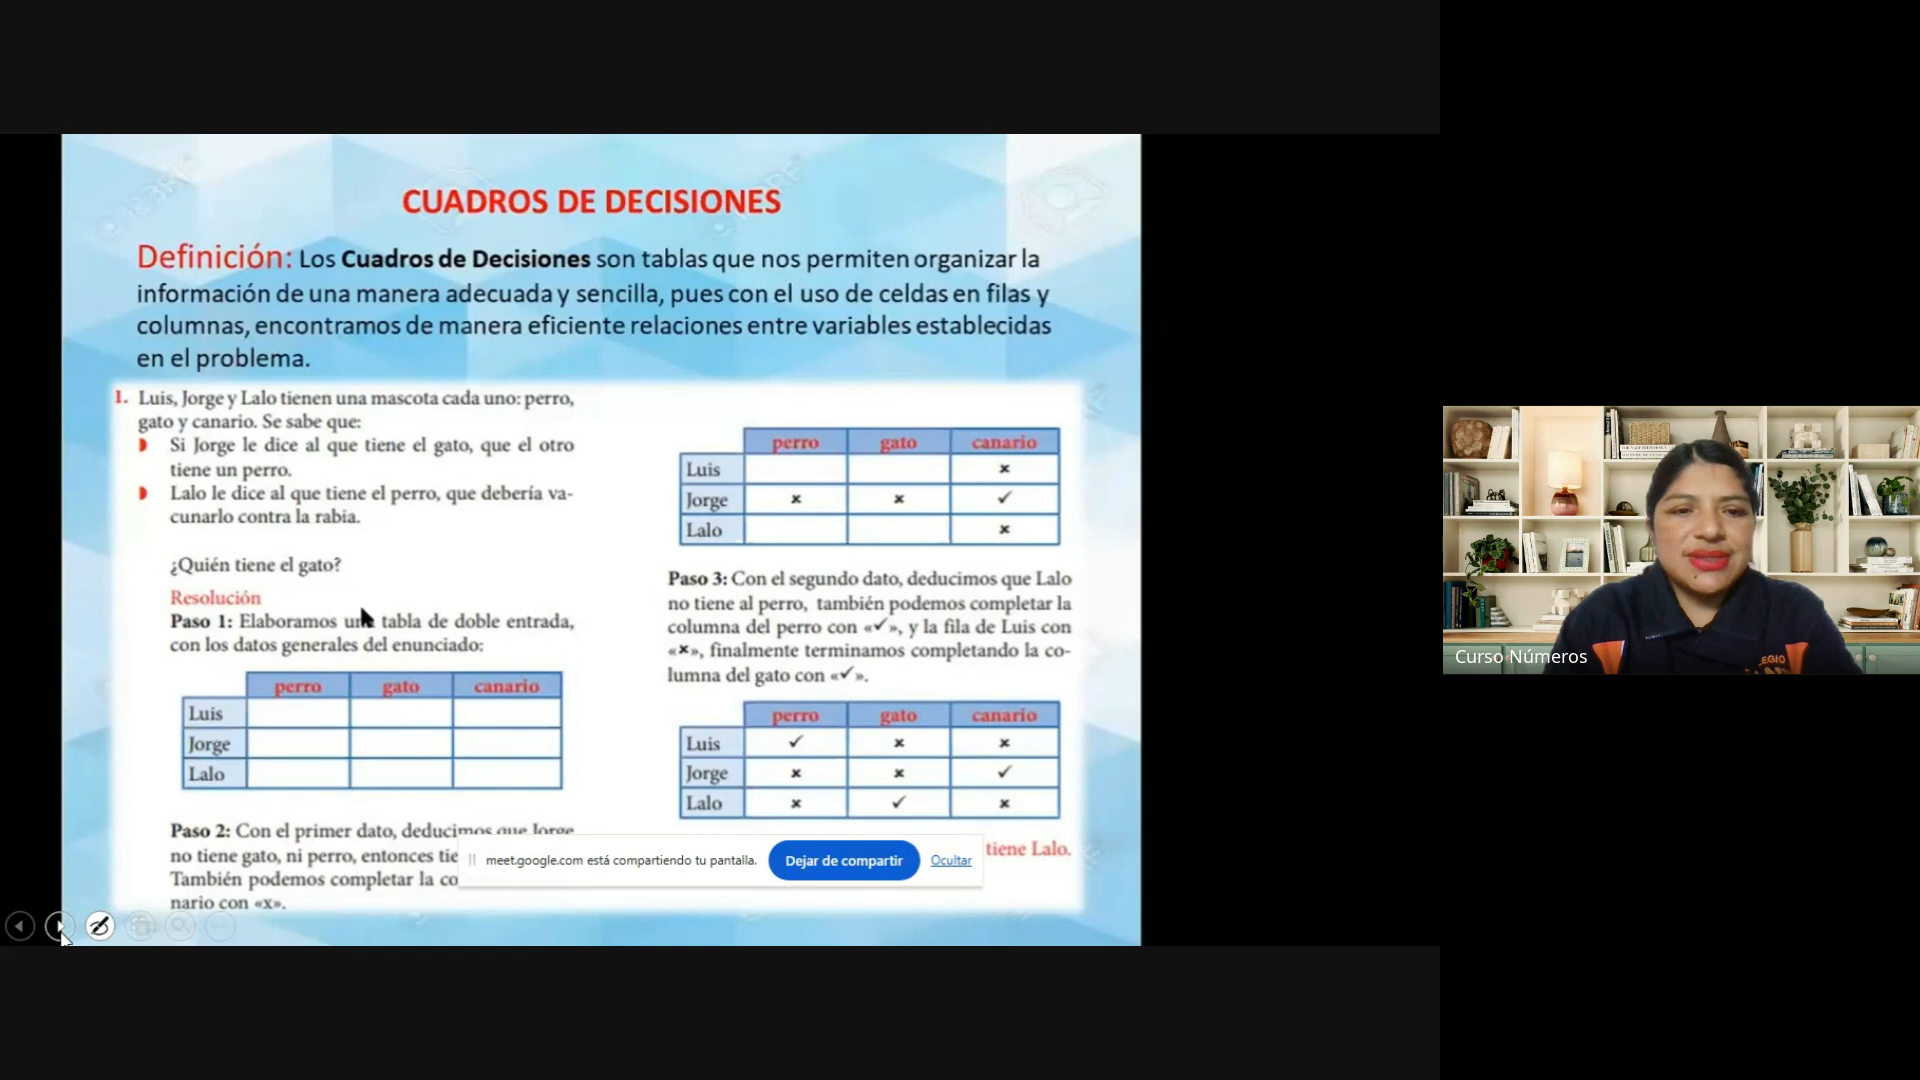 CUADROS DE DECISIONES
Definición: Los Cuadros de Decisiones son tablas que nos permiten organizar la
información de una manera adecuada y sencilla, pues con el uso de celdas en filas y
columnas, encontramos de manera eficiente relaciones entre variables establecidas
en el problema.
1. Luis, Jorge y Lalo tienen una mascota cada uno: perro,
gato y canario. Se sabe que:
Si Jorge le dice al que tiene el gato, que el otro
tiene un perro.
Lalo le dice al que tiene el perro, que debería va-
cunarlo contra la rabia.
¿Quién tiene el gato?
Resolución
Paso 1: Elaboramos una tabla de doble entrada,
con los datos generales del enunciado:
perro gato canario
Luis
Jorge
Lalo
Paso 2: Con el primer dato, deducimos que Jorge
no tiene gato, ni perro, entonces tie
También podemos completar la co
nario con «x».
perro gato canario
Luis ×
Jorge × × ✓
Lalo ×
Paso 3: Con el segundo dato, deducimos que Lalo
no tiene al perro, también podemos completar la
columna del perro con «✓», y la fila de Luis con
«×», finalmente terminamos completando la co-
lumna del gato con «✓».
perro gato canario
Luis ✓ × ×
Jorge × × ✓
Lalo × ✓ ×
tiene Lalo.
meet.google.com está compartiendo tu pantalla. Dejar de compartir Ocultar
Curso Números